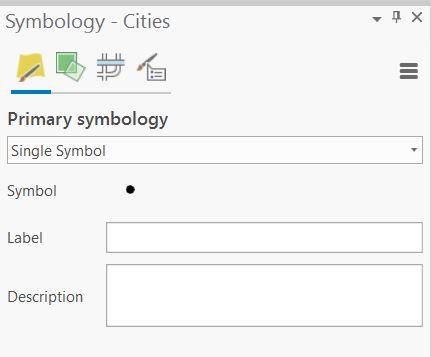 Symbology - Cities
Primary symbology
Single Symbol
Symbol
Label
Description